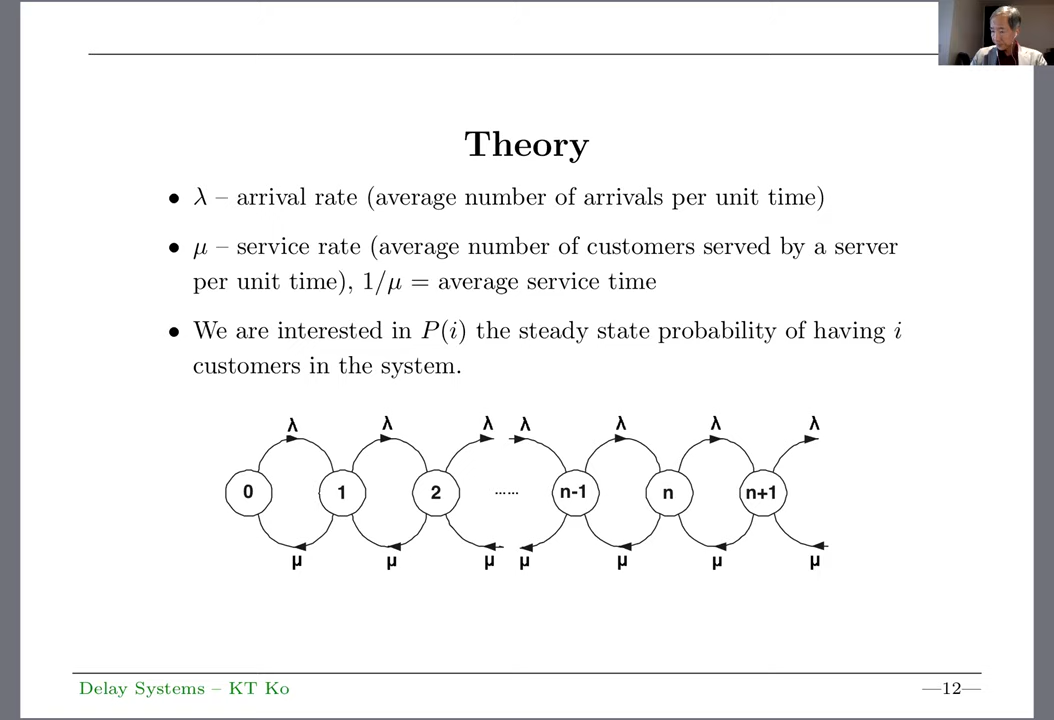 Theory
• λ – arrival rate (average number of arrivals per unit time)
• μ – service rate (average number of customers served by a server
per unit time), 1/μ = average service time
• We are interested in P(i) the steady state probability of having i
customers in the system.
λ λ λ λ λ λ λ
0 1 2 ...... n-1 n n+1
μ μ μ μ μ μ μ
Delay Systems – KT Ko —12—